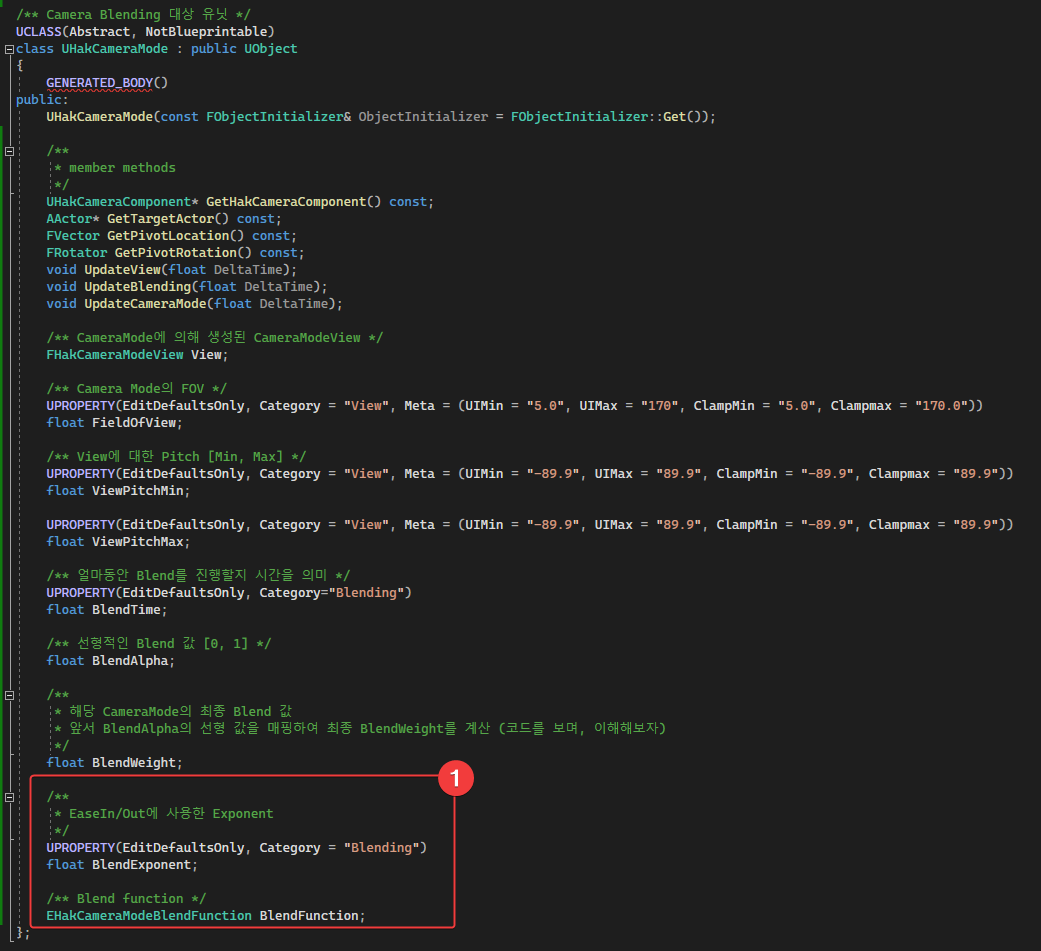 /** Camera Blending 대상 유닛 */
UCLASS(Abstract, NotBlueprintable)
class UHakCameraMode : public UObject
{
GENERATED_BODY()
public:
UHakCameraMode(const FObjectInitializer& ObjectInitializer = FObjectInitializer::Get());
/**
* member methods
*/
UHakCameraComponent* GetHakCameraComponent() const;
AActor* GetTargetActor() const;
FVector GetPivotLocation() const;
FRotator GetPivotRotation() const;
void UpdateView(float DeltaTime);
void UpdateBlending(float DeltaTime);
void UpdateCameraMode(float DeltaTime);
/** CameraMode에 의해 생성된 CameraModeView */
FHakCameraModeView View;
/** Camera Mode의 FOV */
UPROPERTY(EditDefaultsOnly, Category = "View", Meta = (UIMin = "5.0", UIMax = "170", ClampMin = "5.0", Clampmax = "170.0"))
float FieldOfView;
/** View에 대한 Pitch [Min, Max] */
UPROPERTY(EditDefaultsOnly, Category = "View", Meta = (UIMin = "-89.9", UIMax = "89.9", ClampMin = "-89.9", Clampmax = "89.9"))
float ViewPitchMin;
UPROPERTY(EditDefaultsOnly, Category = "View", Meta = (UIMin = "-89.9", UIMax = "89.9", ClampMin = "-89.9", Clampmax = "89.9"))
float ViewPitchMax;
/** 얼마동안 Blend를 진행할지 시간을 의미 */
UPROPERTY(EditDefaultsOnly, Category="Blending")
float BlendTime;
/** 선형적인 Blend 값 [0, 1] */
float BlendAlpha;
/**
* 해당 CameraMode의 최종 Blend 값
* 앞서 BlendAlpha의 선형 값을 매핑하여 최종 BlendWeight를 계산 (코드를 보며, 이해해보자)
*/
float BlendWeight;
1
/**
* EaseIn/Out에 사용한 Exponent
*/
UPROPERTY(EditDefaultsOnly, Category = "Blending")
float BlendExponent;
/** Blend function */
EHakCameraModeBlendFunction BlendFunction;
};